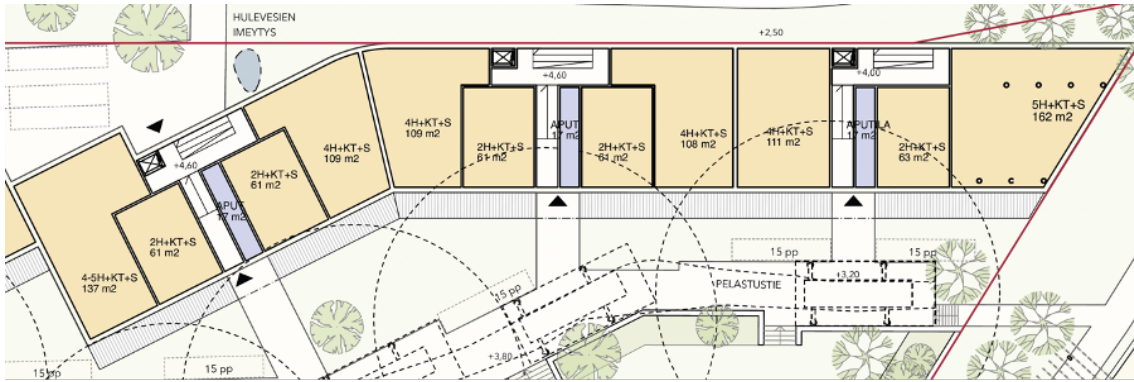 HULEVESIEN
IMEYTYS
+2,50
+4,60
+4,00
5H+KT+S
162 m2
4H+KT+S
109 m2
APUT
17 m2
4H+KT+S
108 m2
4H+KT+S
111 m2
APUTILA
17 m2
2H+KT+S
61 m2
2H+KT+S
61 m2
2H+KT+S
63 m2
4H+KT+S
109 m2
+4,60
2H+KT+S
61 m2
APUT
17 m2
2H+KT+S
61 m2
4-5H+KT+S
137 m2
15 pp
15 pp
+3,20
PELASTUSTIE
15 pp
+3,80
15 pp
15 pp